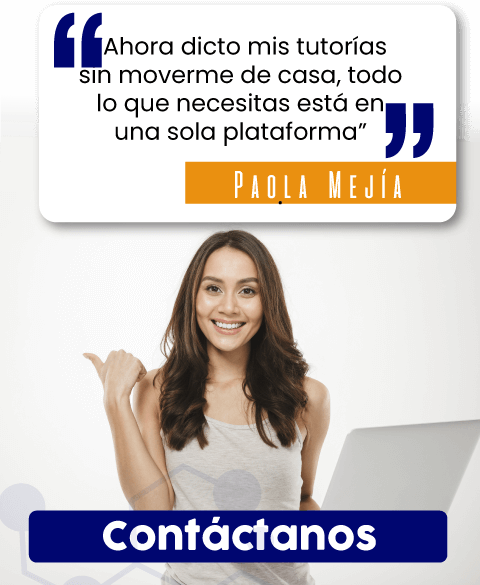 “Ahora dicto mis tutorías
sin moverme de casa, todo
lo que necesitas está en
una sola plataforma”
PAOLA MEJÍA
Contáctanos